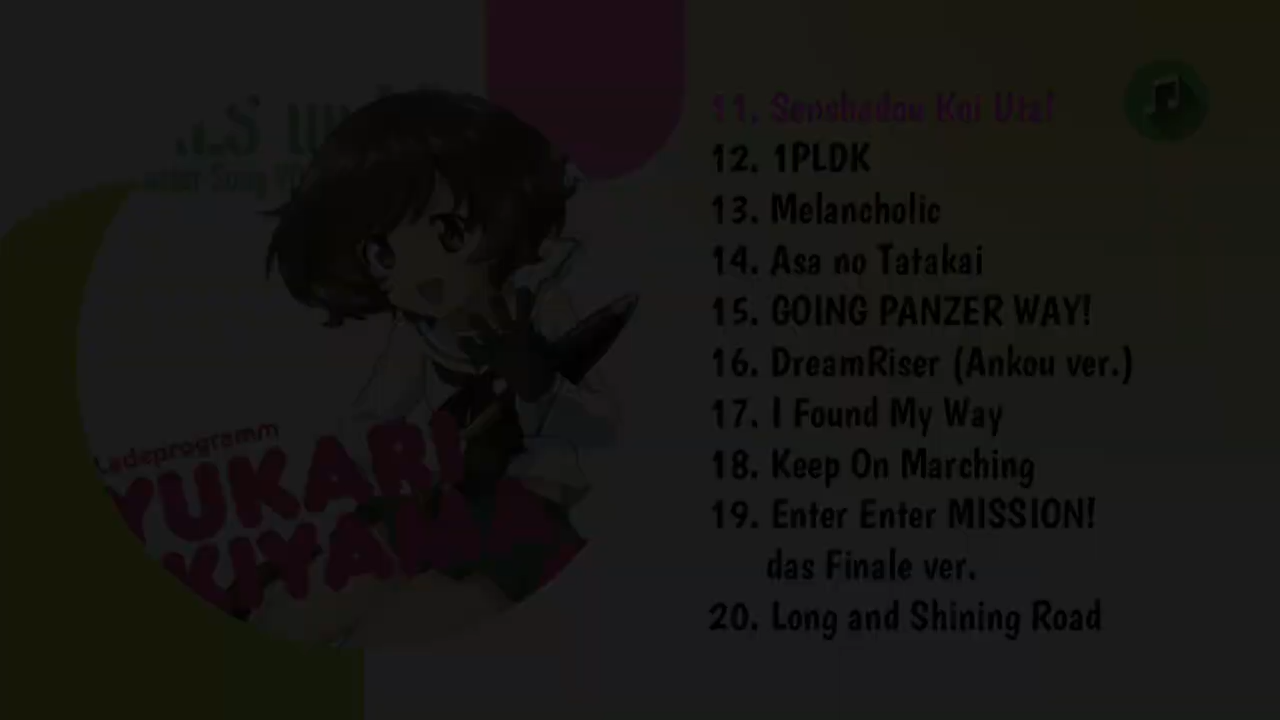 11. Senshadou Koi Uta!
12. 1PLDK
13. Melancholic
14. Asa no Tatakai
15. GOING PANZER WAY!
16. DreamRiser (Ankou ver.)
17. I Found My Way
18. Keep On Marching
19. Enter Enter MISSION!
das Finale ver.
20. Long and Shining Road
Ladeprogramm
YUKARI
KIYAMA